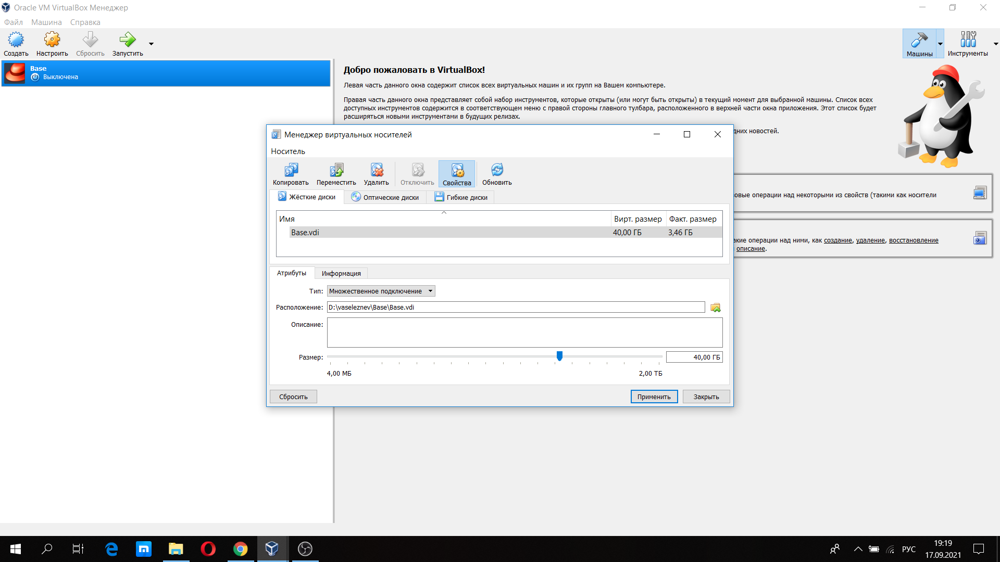 Oracle VM VirtualBox Менеджер
Файл Машина Справка
Создать Настроить Сбросить Запустить
Машины Инструменты
Base
Выключена
Добро пожаловать в VirtualBox!
Левая часть данного окна содержит список всех виртуальных машин и их групп на Вашем компьютере.
Правая часть данного окна представляет собой набор инструментов, которые открыты (или могут быть открыты) в текущий момент для выбранной машины. Список всех
доступных инструментов содержится в соответствующем меню с правой стороны главного тулбара, расположенного в верхней части окна приложения. Этот список будет
расширяться новыми инструментами в будущих релизах.
дних новостей.
овые операции над некоторыми из свойств (такими как носители
акие операции над ними, как создание, удаление, восстановление
описание.
Менеджер виртуальных носителей
Носитель
Копировать Переместить Удалить Отключить Свойства Обновить
Жёсткие диски Оптические диски Гибкие диски
Имя Вирт. размер Факт. размер
Base.vdi 40,00 ГБ 3,46 ГБ
Атрибуты Информация
Тип: Множественное подключение
Расположение: D:\vaseleznev\Base\Base.vdi
Описание:
Размер: 40,00 ГБ
4,00 МБ 2,00 ТБ
Сбросить Применить Закрыть
РУС
19:19
17.09.2021